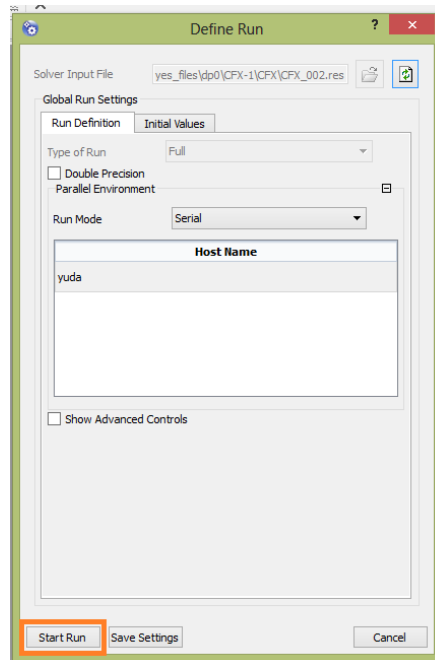 Define Run
?
Solver Input File yes_files\dp0\CFX-1\CFX\CFX_002.res
Global Run Settings
Run Definition Initial Values
Type of Run Full
Double Precision
Parallel Environment
Run Mode Serial
Host Name
yuda
Show Advanced Controls
Start Run Save Settings Cancel